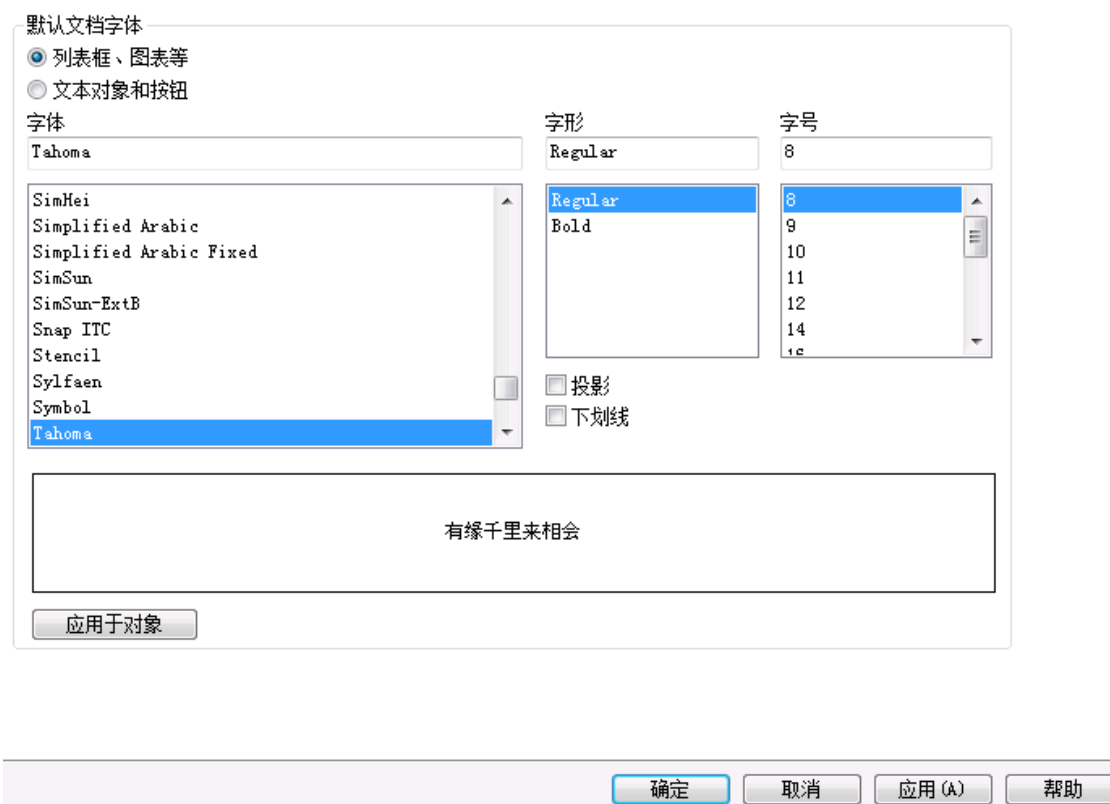 默认文档字体
列表框、图表等
文本对象和按钮
字体 字形 字号
Tahoma Regular 8
SimHei
Simplified Arabic
Simplified Arabic Fixed
SimSun
SimSun-ExtB
Snap ITC
Stencil
Sylfaen
Symbol
Tahoma
Regular
Bold
8
9
10
11
12
14
16
投影
下划线
有缘千里来相会
应用于对象
确定 取消 应用(A) 帮助